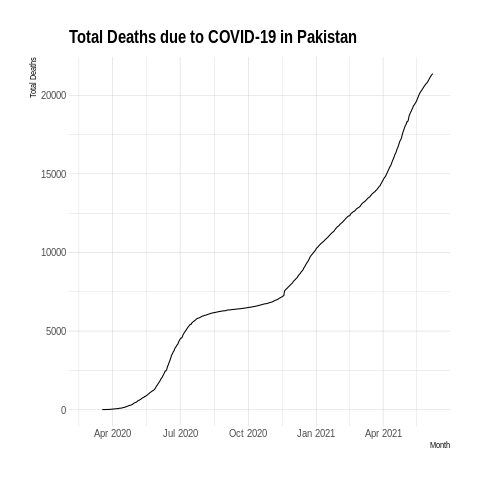 Total Deaths due to COVID-19 in Pakistan
Total Deaths
20000
15000
10000
5000
0
Apr 2020 Jul 2020 Oct 2020 Jan 2021 Apr 2021
Month